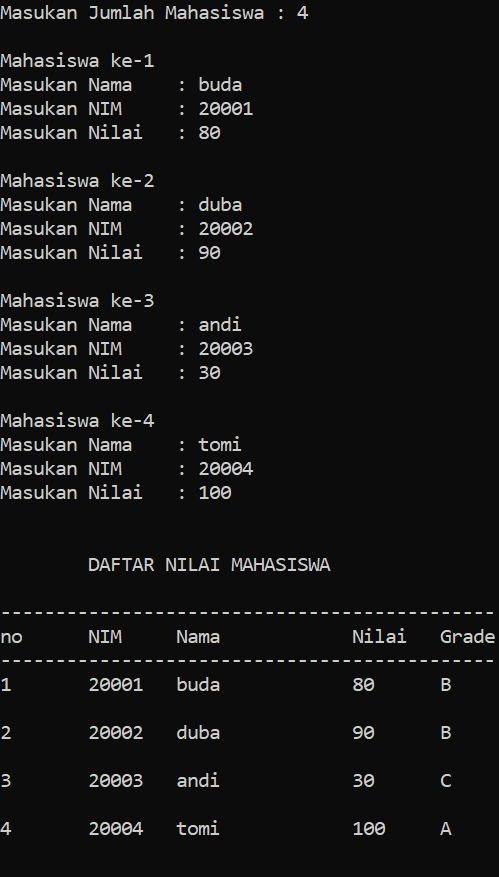 Masukan Jumlah Mahasiswa : 4
Mahasiswa ke-1
Masukan Nama    : buda
Masukan NIM     : 20001
Masukan Nilai   : 80
Mahasiswa ke-2
Masukan Nama    : duba
Masukan NIM     : 20002
Masukan Nilai   : 90
Mahasiswa ke-3
Masukan Nama    : andi
Masukan NIM     : 20003
Masukan Nilai   : 30
Mahasiswa ke-4
Masukan Nama    : tomi
Masukan NIM     : 20004
Masukan Nilai   : 100
DAFTAR NILAI MAHASISWA
---------------------------------------------
no      NIM     Nama            Nilai   Grade
---------------------------------------------
1       20001   buda            80      B
2       20002   duba            90      B
3       20003   andi            30      C
4       20004   tomi            100     A